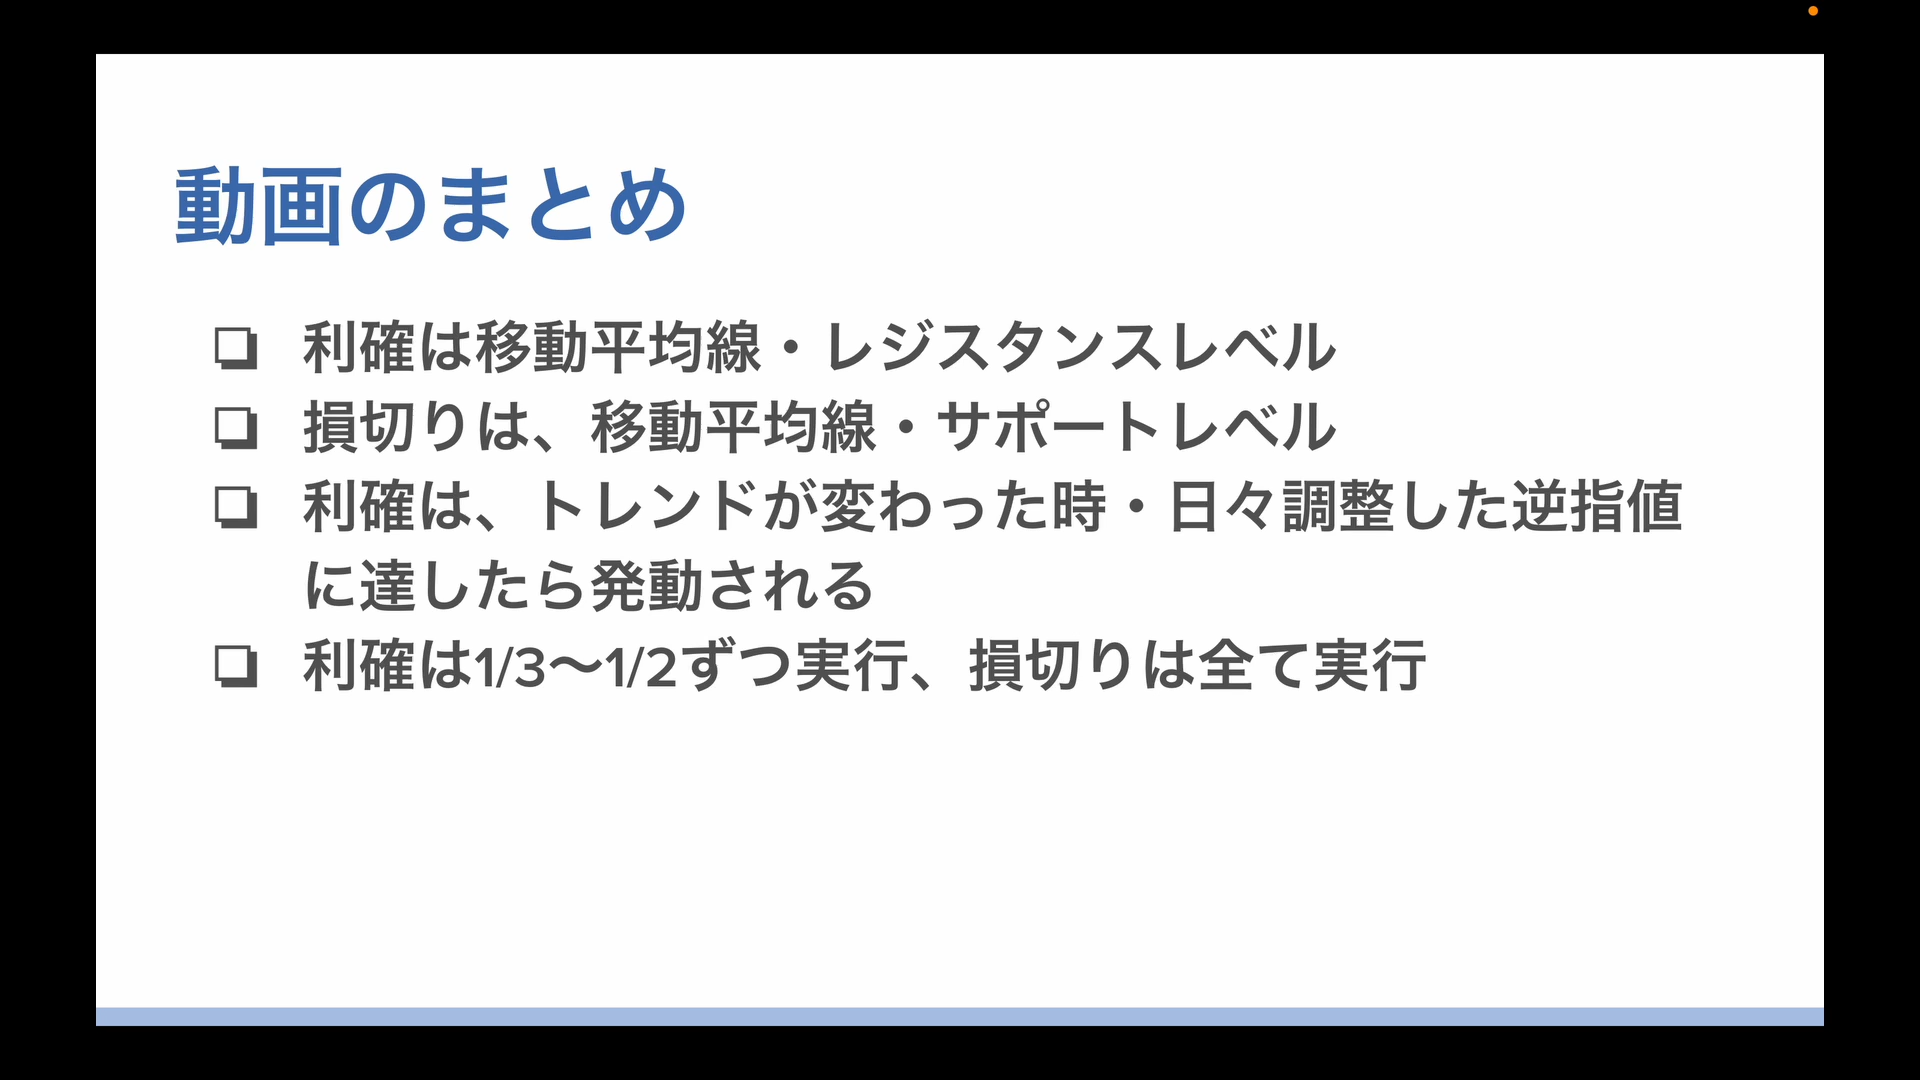 動画のまとめ
❏ 利確は移動平均線・レジスタンスレベル
❏ 損切りは、移動平均線・サポートレベル
❏ 利確は、トレンドが変わった時・日々調整した逆指値
に達したら発動される
❏ 利確は1/3〜1/2ずつ実行、損切りは全て実行